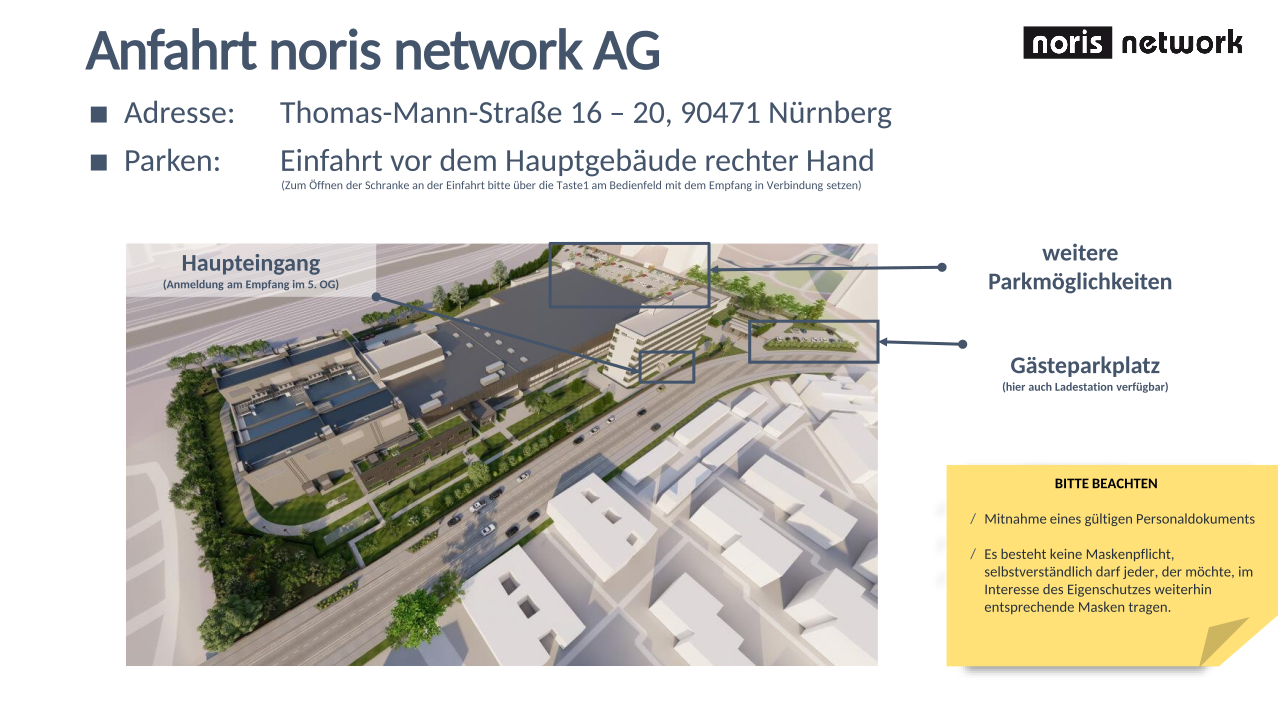 Anfahrt noris network AG
noris network
■ Adresse: Thomas-Mann-Straße 16 – 20, 90471 Nürnberg
■ Parken: Einfahrt vor dem Hauptgebäude rechter Hand
(Zum Öffnen der Schranke an der Einfahrt bitte über die Taste1 am Bedienfeld mit dem Empfang in Verbindung setzen)
Haupteingang
(Anmeldung am Empfang im 5. OG)
weitere
Parkmöglichkeiten
Gästeparkplatz
(hier auch Ladestation verfügbar)
BITTE BEACHTEN
/ Mitnahme eines gültigen Personaldokuments
/ Es besteht keine Maskenpflicht,
selbstverständlich darf jeder, der möchte, im
Interesse des Eigenschutzes weiterhin
entsprechende Masken tragen.